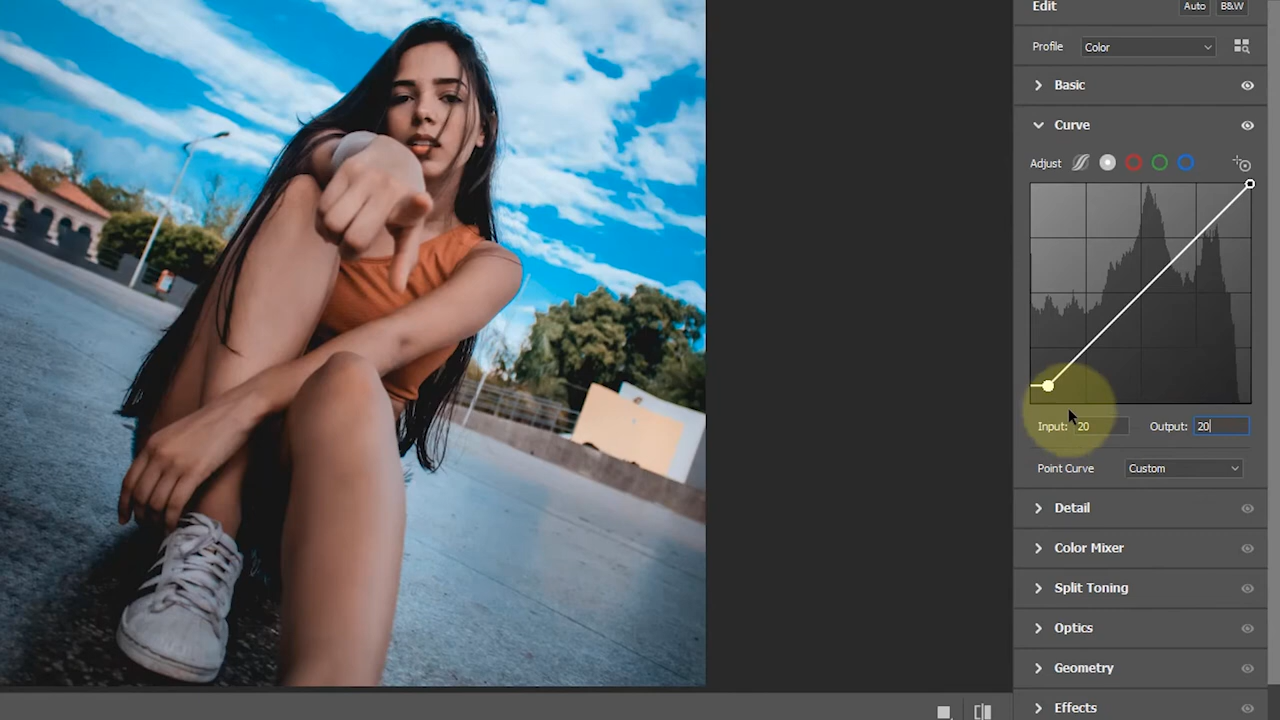 Edit Auto B&W
Profile Color
Basic
Curve
Adjust
Input: 20 Output: 20
Point Curve Custom
Detail
Color Mixer
Split Toning
Optics
Geometry
Effects